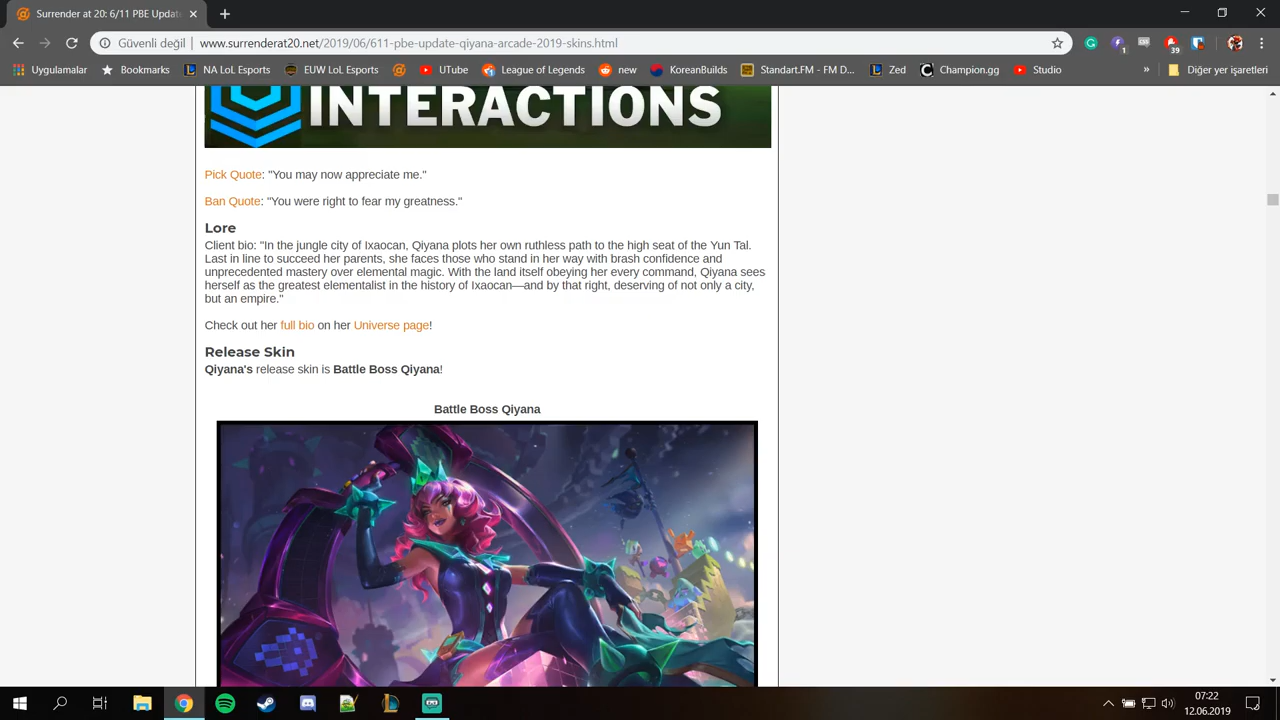 Surrender at 20: 6/11 PBE Update
Güvenli değil
www.surrenderat20.net/2019/06/611-pbe-update-qiyana-arcade-2019-skins.html
1
39
Uygulamalar
Bookmarks
NA LoL Esports
EUW LoL Esports
UTube
League of Legends
new
KoreanBuilds
Standart.FM - FM D...
Zed
Champion.gg
Studio
»
Diğer yer işaretleri
INTERACTIONS
Pick Quote: "You may now appreciate me."
Ban Quote: "You were right to fear my greatness."
Lore
Client bio: "In the jungle city of Ixaocan, Qiyana plots her own ruthless path to the high seat of the Yun Tal.
Last in line to succeed her parents, she faces those who stand in her way with brash confidence and
unprecedented mastery over elemental magic. With the land itself obeying her every command, Qiyana sees
herself as the greatest elementalist in the history of Ixaocan—and by that right, deserving of not only a city,
but an empire."
Check out her full bio on her Universe page!
Release Skin
Qiyana's release skin is Battle Boss Qiyana!
Battle Boss Qiyana
07:22
12.06.2019